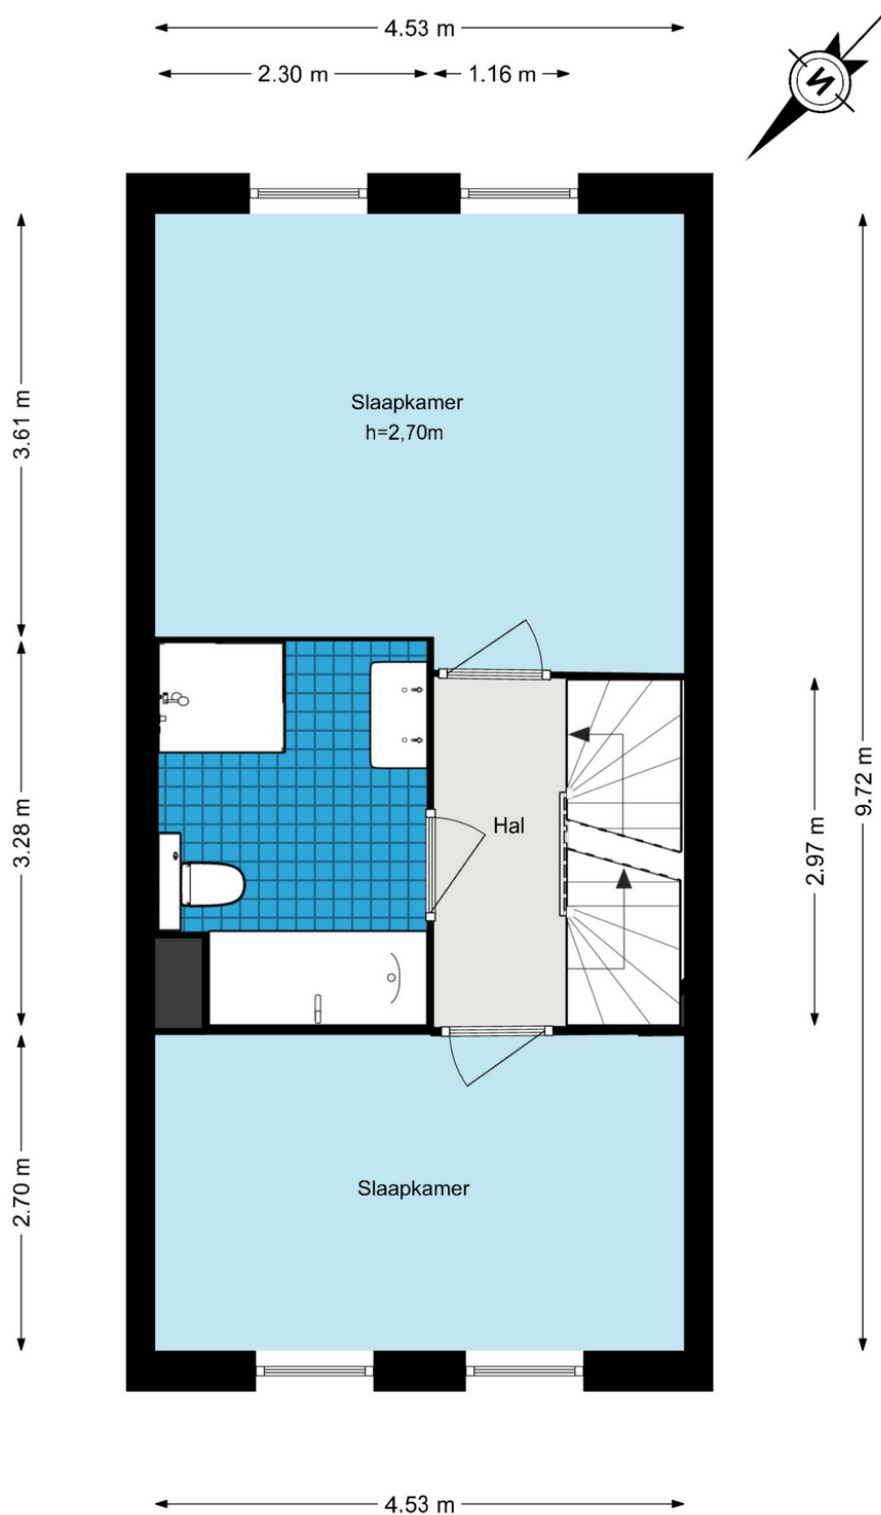 4.53 m
2.30 m
1.16 m
N
3.61 m
Slaapkamer
h=2,70m
9.72 m
3.28 m
Hal
2.97 m
2.70 m
Slaapkamer
4.53 m